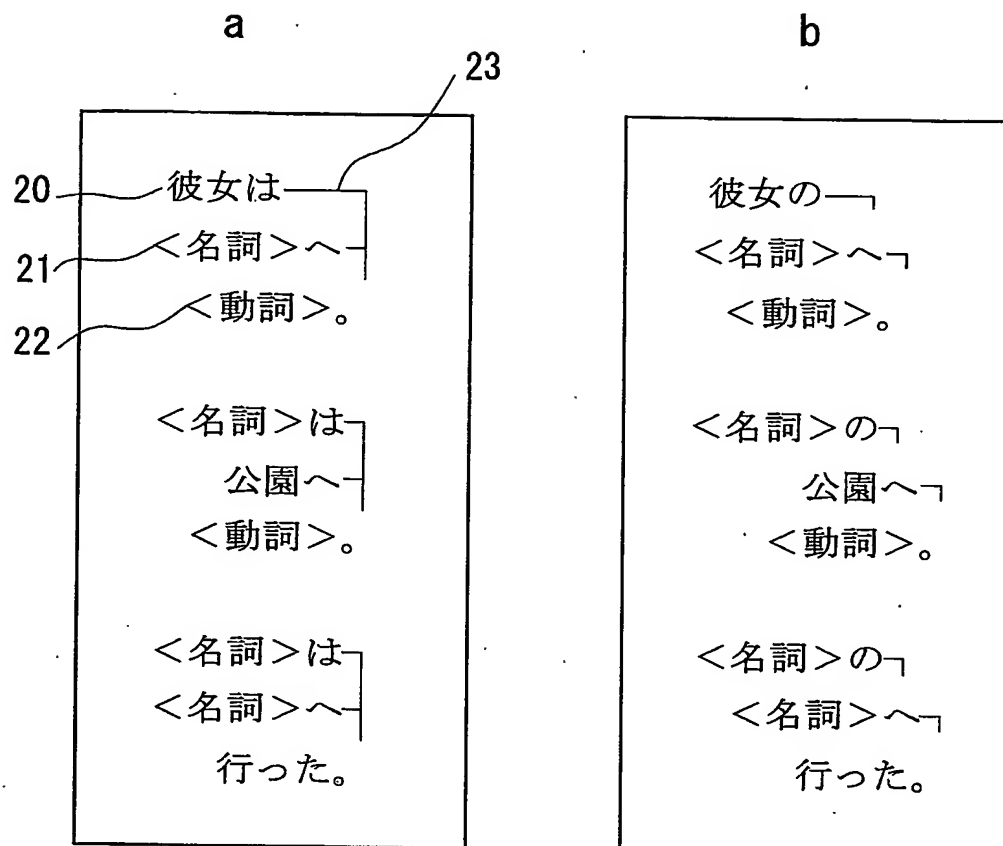 a
23
20 彼女は
21 <名詞>へ
22 <動詞>。
<名詞>は
公園へ
<動詞>。
<名詞>は
<名詞>へ
行った。
b
彼女の
<名詞>へ
<動詞>。
<名詞>の
公園へ
<動詞>。
<名詞>の
<名詞>へ
行った。